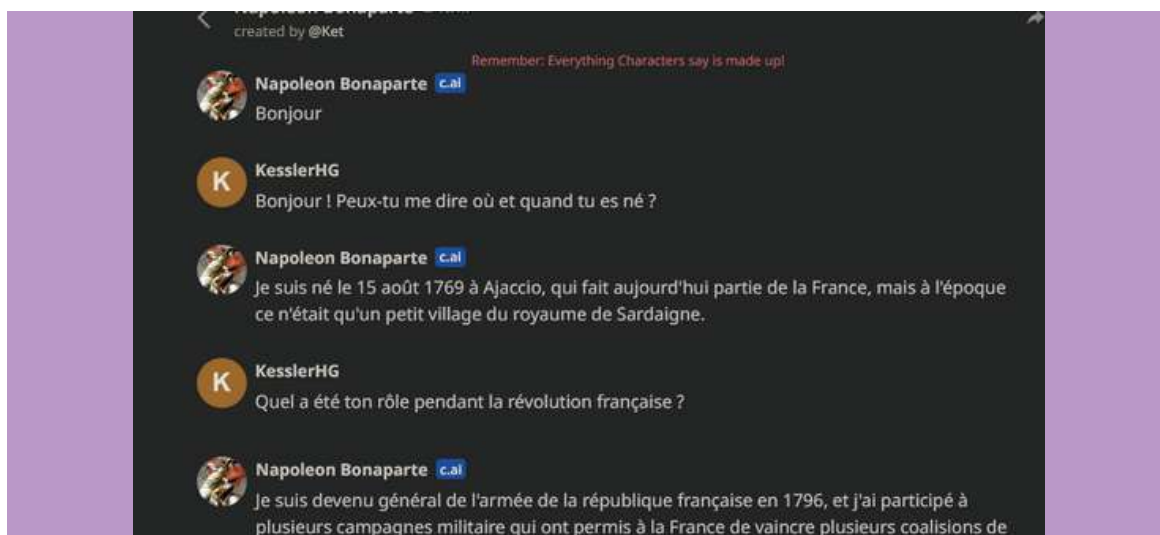 created by @Ket
Remember: Everything Characters say is made up!
Napoleon Bonaparte c.ai
Bonjour
K
KesslerHG
Bonjour ! Peux-tu me dire où et quand tu es né ?
Napoleon Bonaparte c.ai
Je suis né le 15 août 1769 à Ajaccio, qui fait aujourd'hui partie de la France, mais à l'époque
ce n'était qu'un petit village du royaume de Sardaigne.
K
KesslerHG
Quel a été ton rôle pendant la révolution française ?
Napoleon Bonaparte c.ai
Je suis devenu général de l'armée de la république française en 1796, et j'ai participé à
plusieurs campagnes militaire qui ont permis à la France de vaincre plusieurs coalisions de